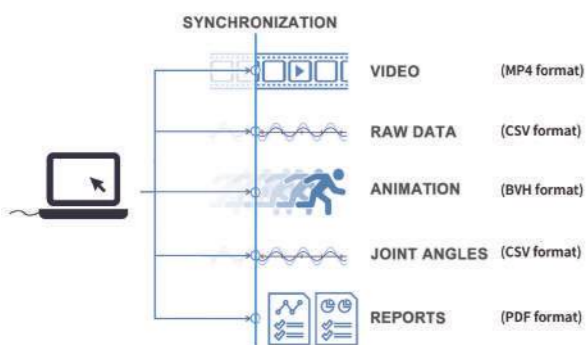 SYNCHRONIZATION
VIDEO (MP4 format)
RAW DATA (CSV format)
ANIMATION (BVH format)
JOINT ANGLES (CSV format)
REPORTS (PDF format)